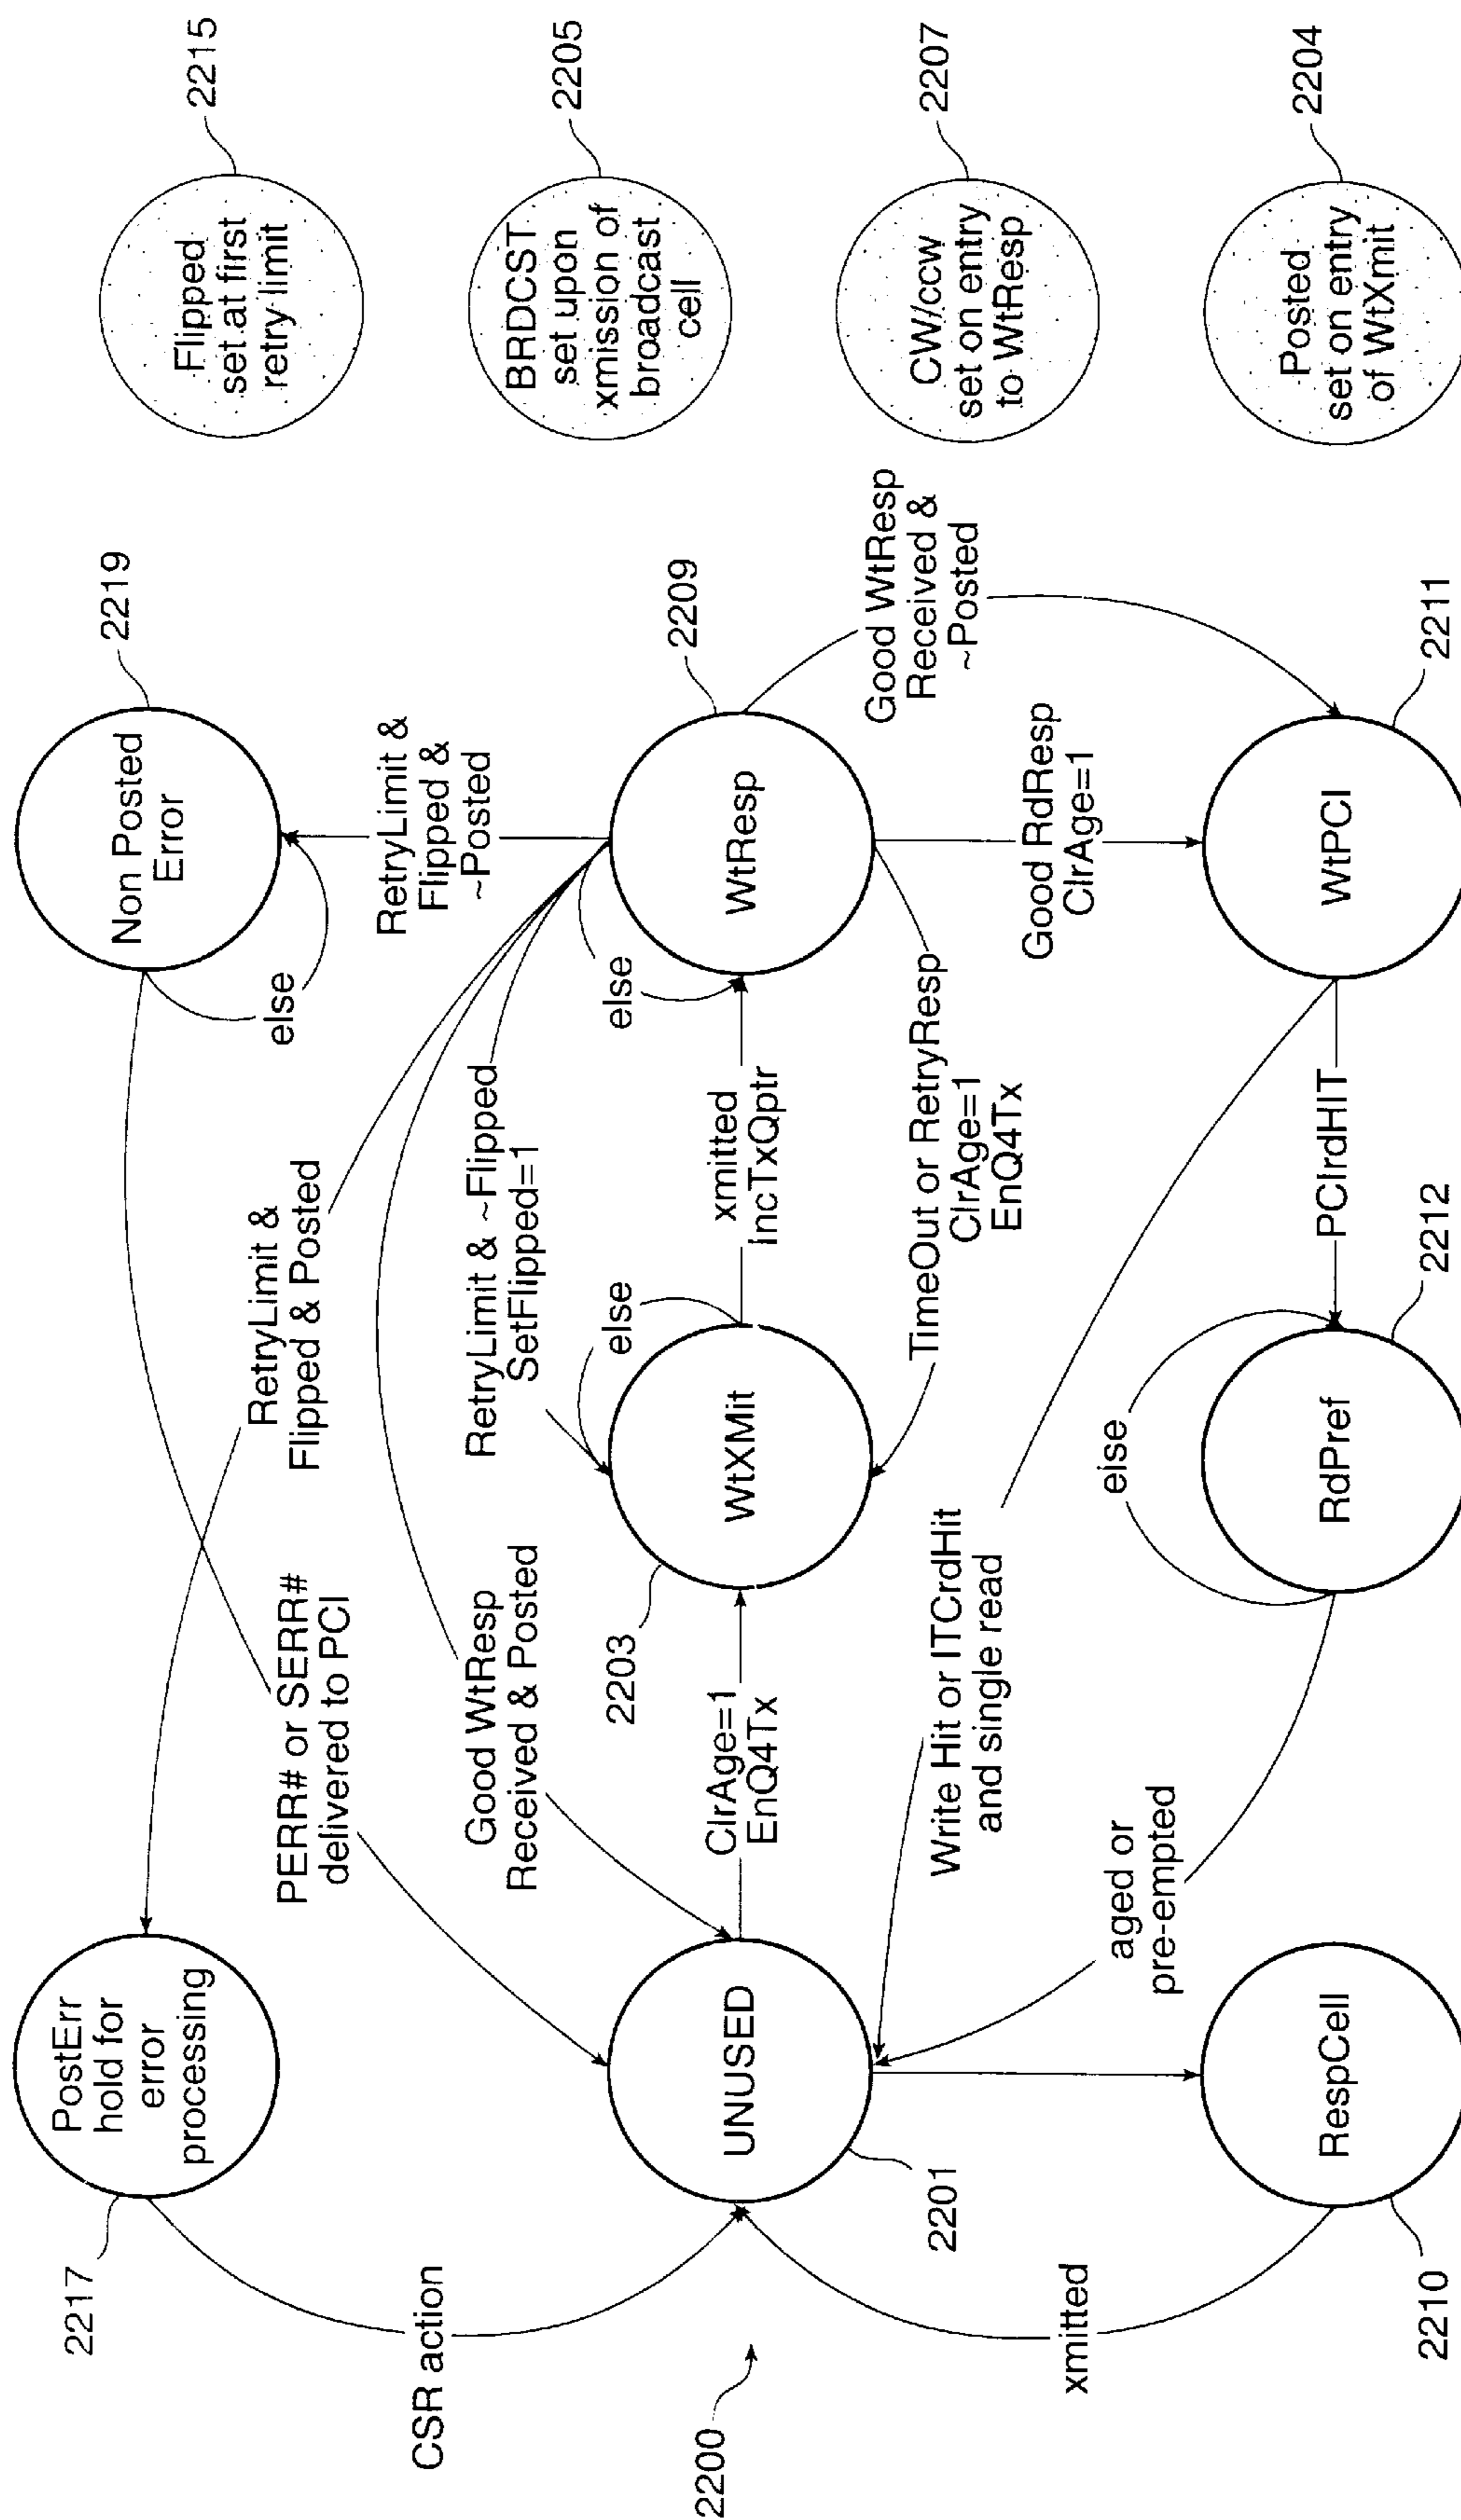 2217
PostErr
hold for
error
processing
CSR action
PERR# or SERR#
delivered to PCI
RetryLimit &
Flipped & Posted
else
Non Posted
Error
2219
RetryLimit &
Flipped &
~Posted
Flipped
set at first
retry limit
2215
2200
UNUSED
2201
Good WtResp
Received & Posted
ClrAge=1
EnQ4Tx
2203
WtXMit
else
RetryLimit & ~Flipped
SetFlipped=1
xmitted
incTxQptr
else
WtResp
2209
TimeOut or RetryResp
ClrAge=1
EnQ4Tx
Good WtResp
Received &
~Posted
BRDCST
set upon
xmission of
broadcast
cell
2205
CW/ccw
set on entry
to WtResp
2207
Good RdResp
ClrAge=1
Write Hit or ITCrdHit
and single read
aged or
pre-empted
xmitted
2210
RespCell
else
RdPref
2212
PCIrdHIT
WtPCI
2211
Posted
set on entry
of WtXmit
2204